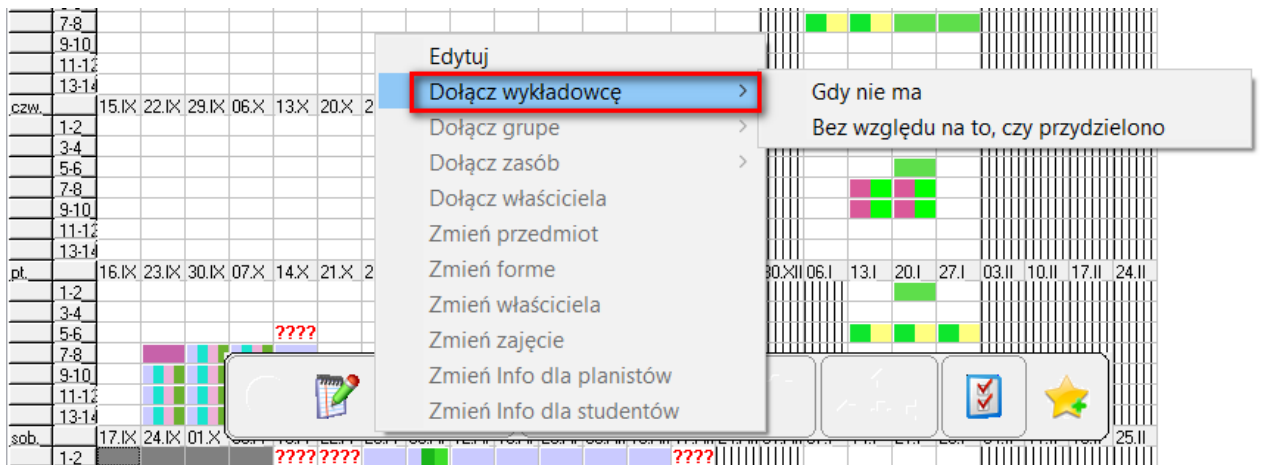 7-8
9-10
11-12
13-14
czw. 15.IX 22.IX 29.IX 06.X 13.X 20.X 2
1-2
3-4
5-6
7-8
9-10
11-12
13-14
pt. 16.IX 23.IX 30.IX 07.X 14.X 21.X 2 30.XII 06.I 13.I 20.I 27.I 03.II 10.II 17.II 24.II
1-2
3-4
5-6 ????
7-8
9-10
11-12
13-14
sob. 17.IX 24.IX 01.X 25.II
1-2 ???? ???? ????
Edytuj
Dołącz wykładowcę >
Dołącz grupe >
Dołącz zasób >
Dołącz właściciela
Zmień przedmiot
Zmień forme
Zmień właściciela
Zmień zajęcie
Zmień Info dla planistów
Zmień Info dla studentów
Gdy nie ma
Bez względu na to, czy przydzielono